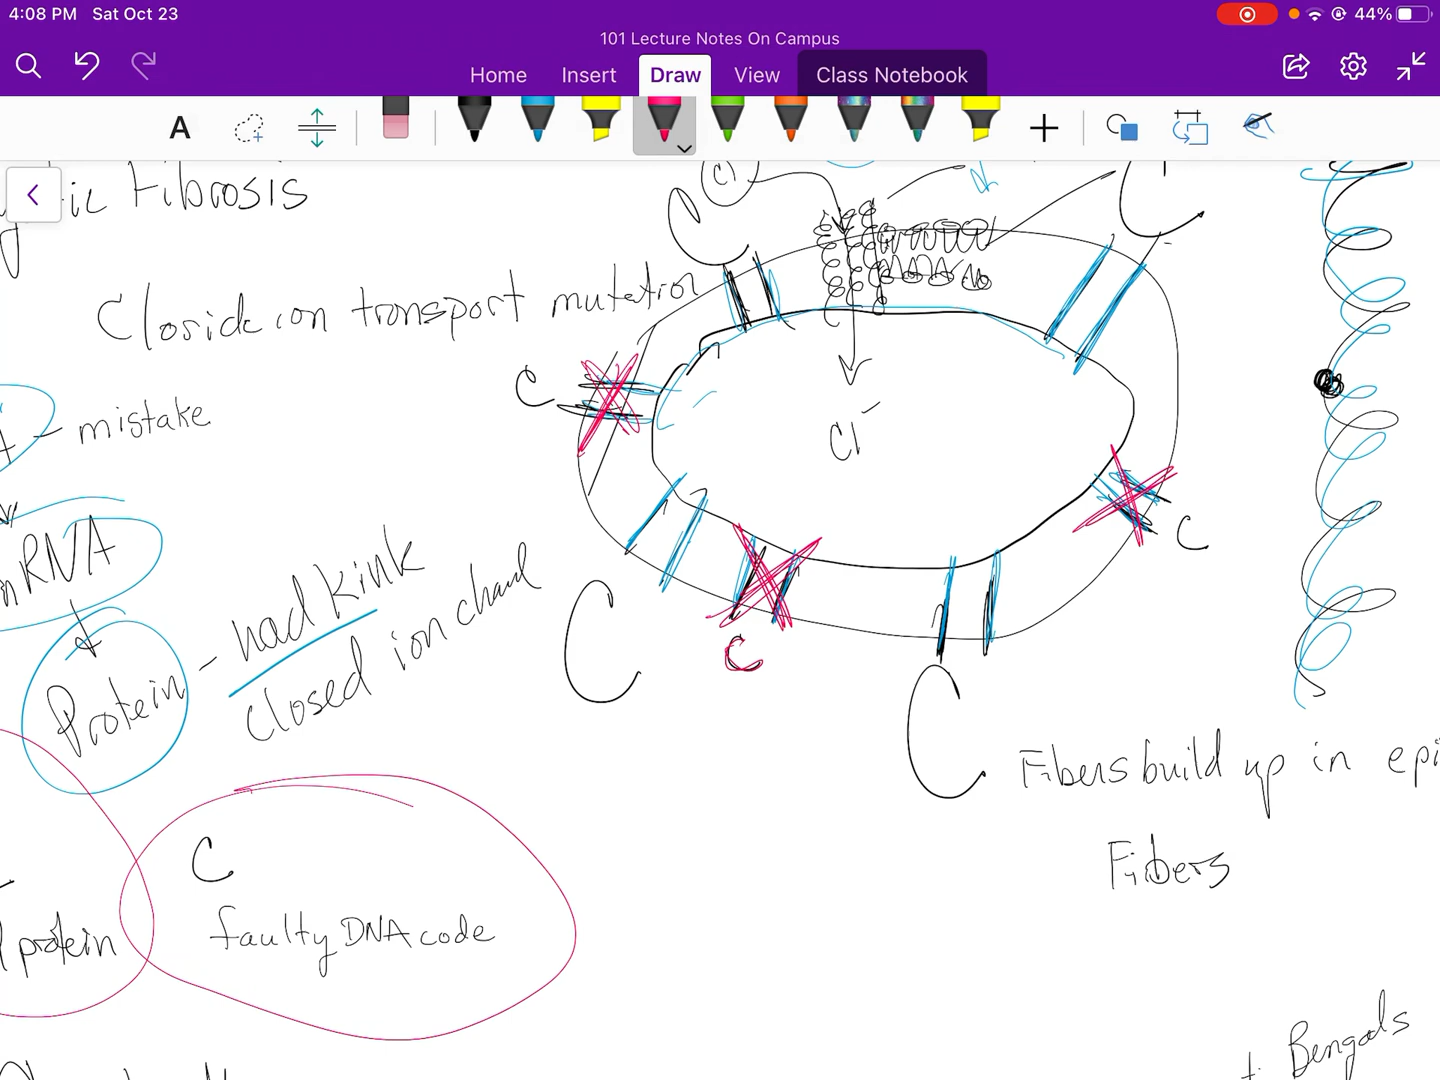 4:08 PM Sat Oct 23
44%
101 Lecture Notes On Campus
Home Insert Draw View Class Notebook
A
ic Fibrosis
Cl
C
C
Closide ion transport mutation
C
mistake
Cl-
mRNA
C
had kink
closed ion chanl
Protein
C
C
C
Fibers build up in epi
Fibers
C
faulty DNA code
protein
Bengals